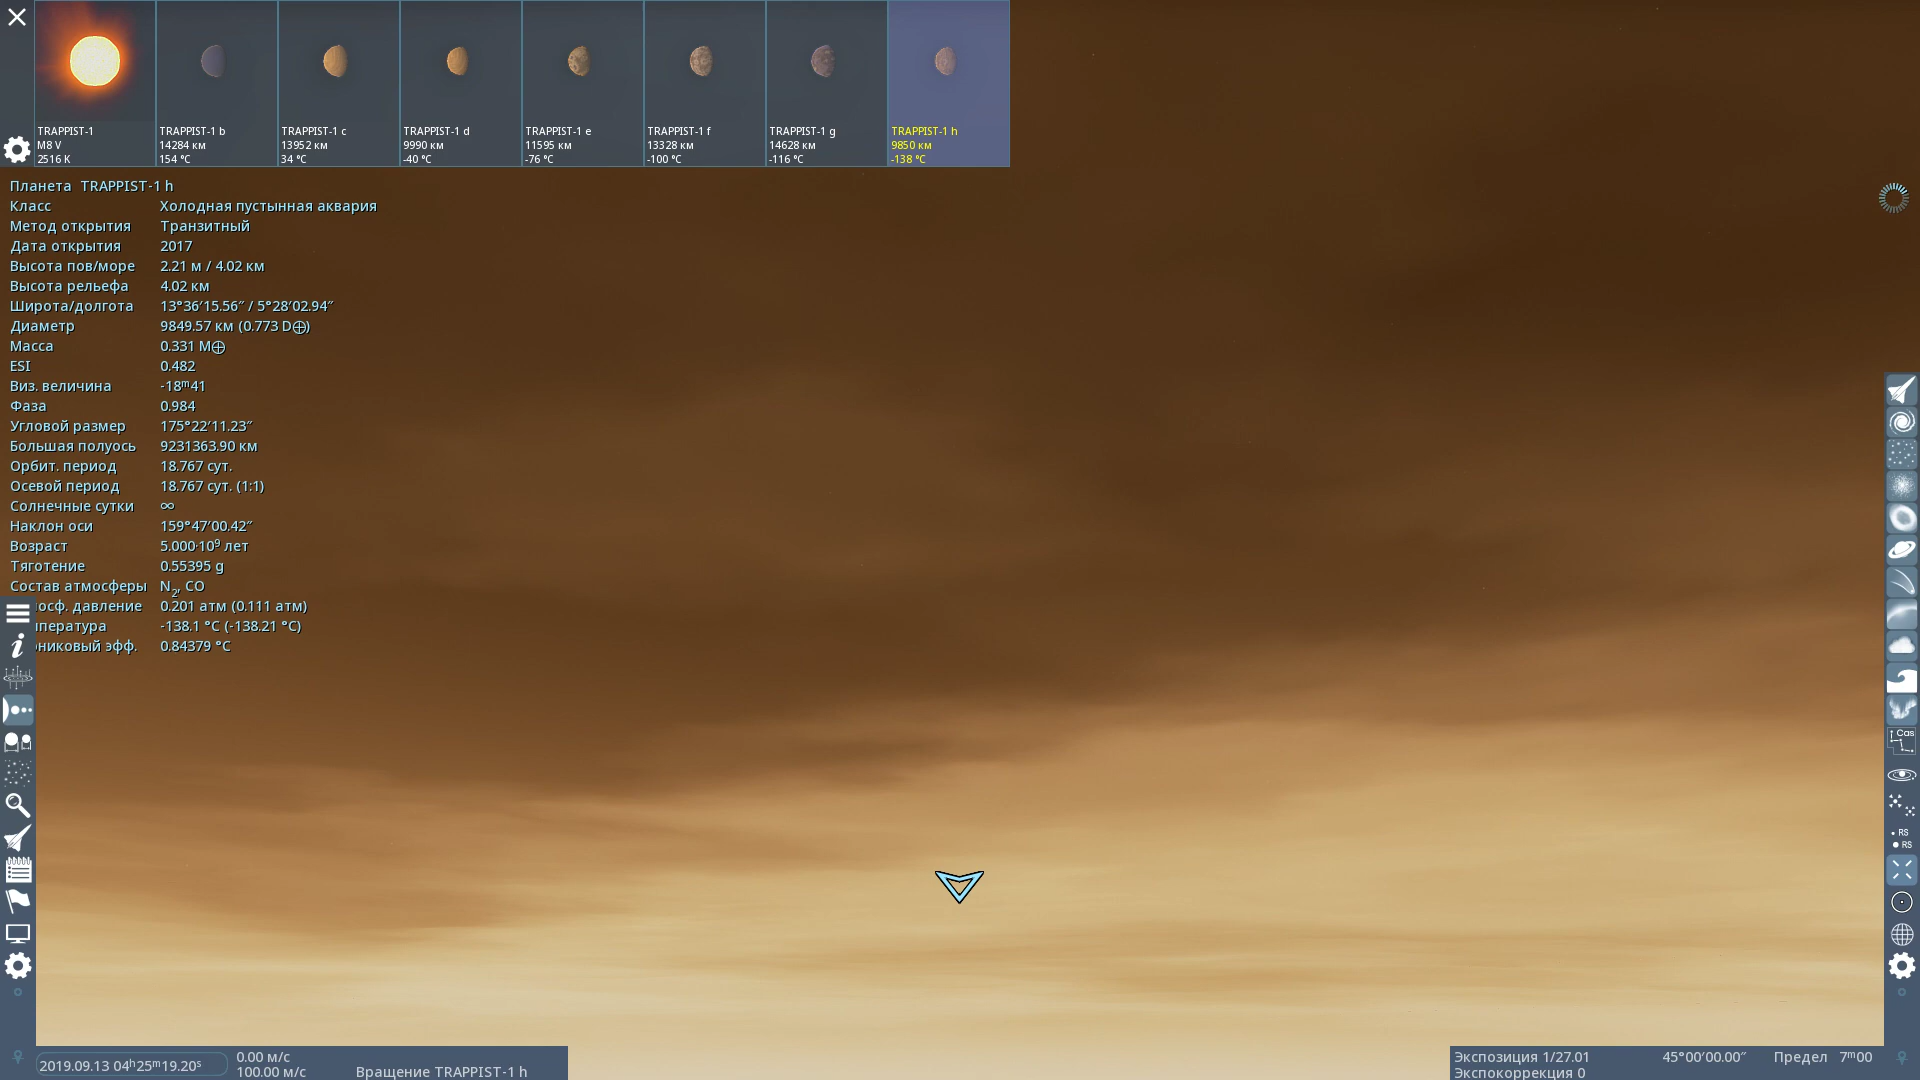 TRAPPIST-1
M8 V
2516 K
TRAPPIST-1 b
14284 км
154 °C
TRAPPIST-1 c
13952 км
34 °C
TRAPPIST-1 d
9990 км
-40 °C
TRAPPIST-1 e
11595 км
-76 °C
TRAPPIST-1 f
13328 км
-100 °C
TRAPPIST-1 g
14628 км
-116 °C
TRAPPIST-1 h
9850 км
-138 °C
Планета TRAPPIST-1 h
Класс Холодная пустынная аквария
Метод открытия Транзитный
Дата открытия 2017
Высота пов/море 2.21 м / 4.02 км
Высота рельефа 4.02 км
Широта/долгота 13°36′15.56″ / 5°28′02.94″
Диаметр 9849.57 км (0.773 D⊕)
Масса 0.331 M⊕
ESI 0.482
Виз. величина -18ᵐ41
Фаза 0.984
Угловой размер 175°22′11.23″
Большая полуось 9231363.90 км
Орбит. период 18.767 сут.
Осевой период 18.767 сут. (1:1)
Солнечные сутки ∞
Наклон оси 159°47′00.42″
Возраст 5.000·10⁹ лет
Тяготение 0.55395 g
Состав атмосферы N₂, CO
осф. давление 0.201 атм (0.111 атм)
пература -138.1 °C (-138.21 °C)
никовый эфф. 0.84379 °C
Cas
RS
RS
2019.09.13 04ʰ25ᵐ19.20ˢ
0.00 м/с
100.00 м/с Вращение TRAPPIST-1 h
Экспозиция 1/27.01 45°00′00.00″ Предел 7ᵐ00
Экспокоррекция 0